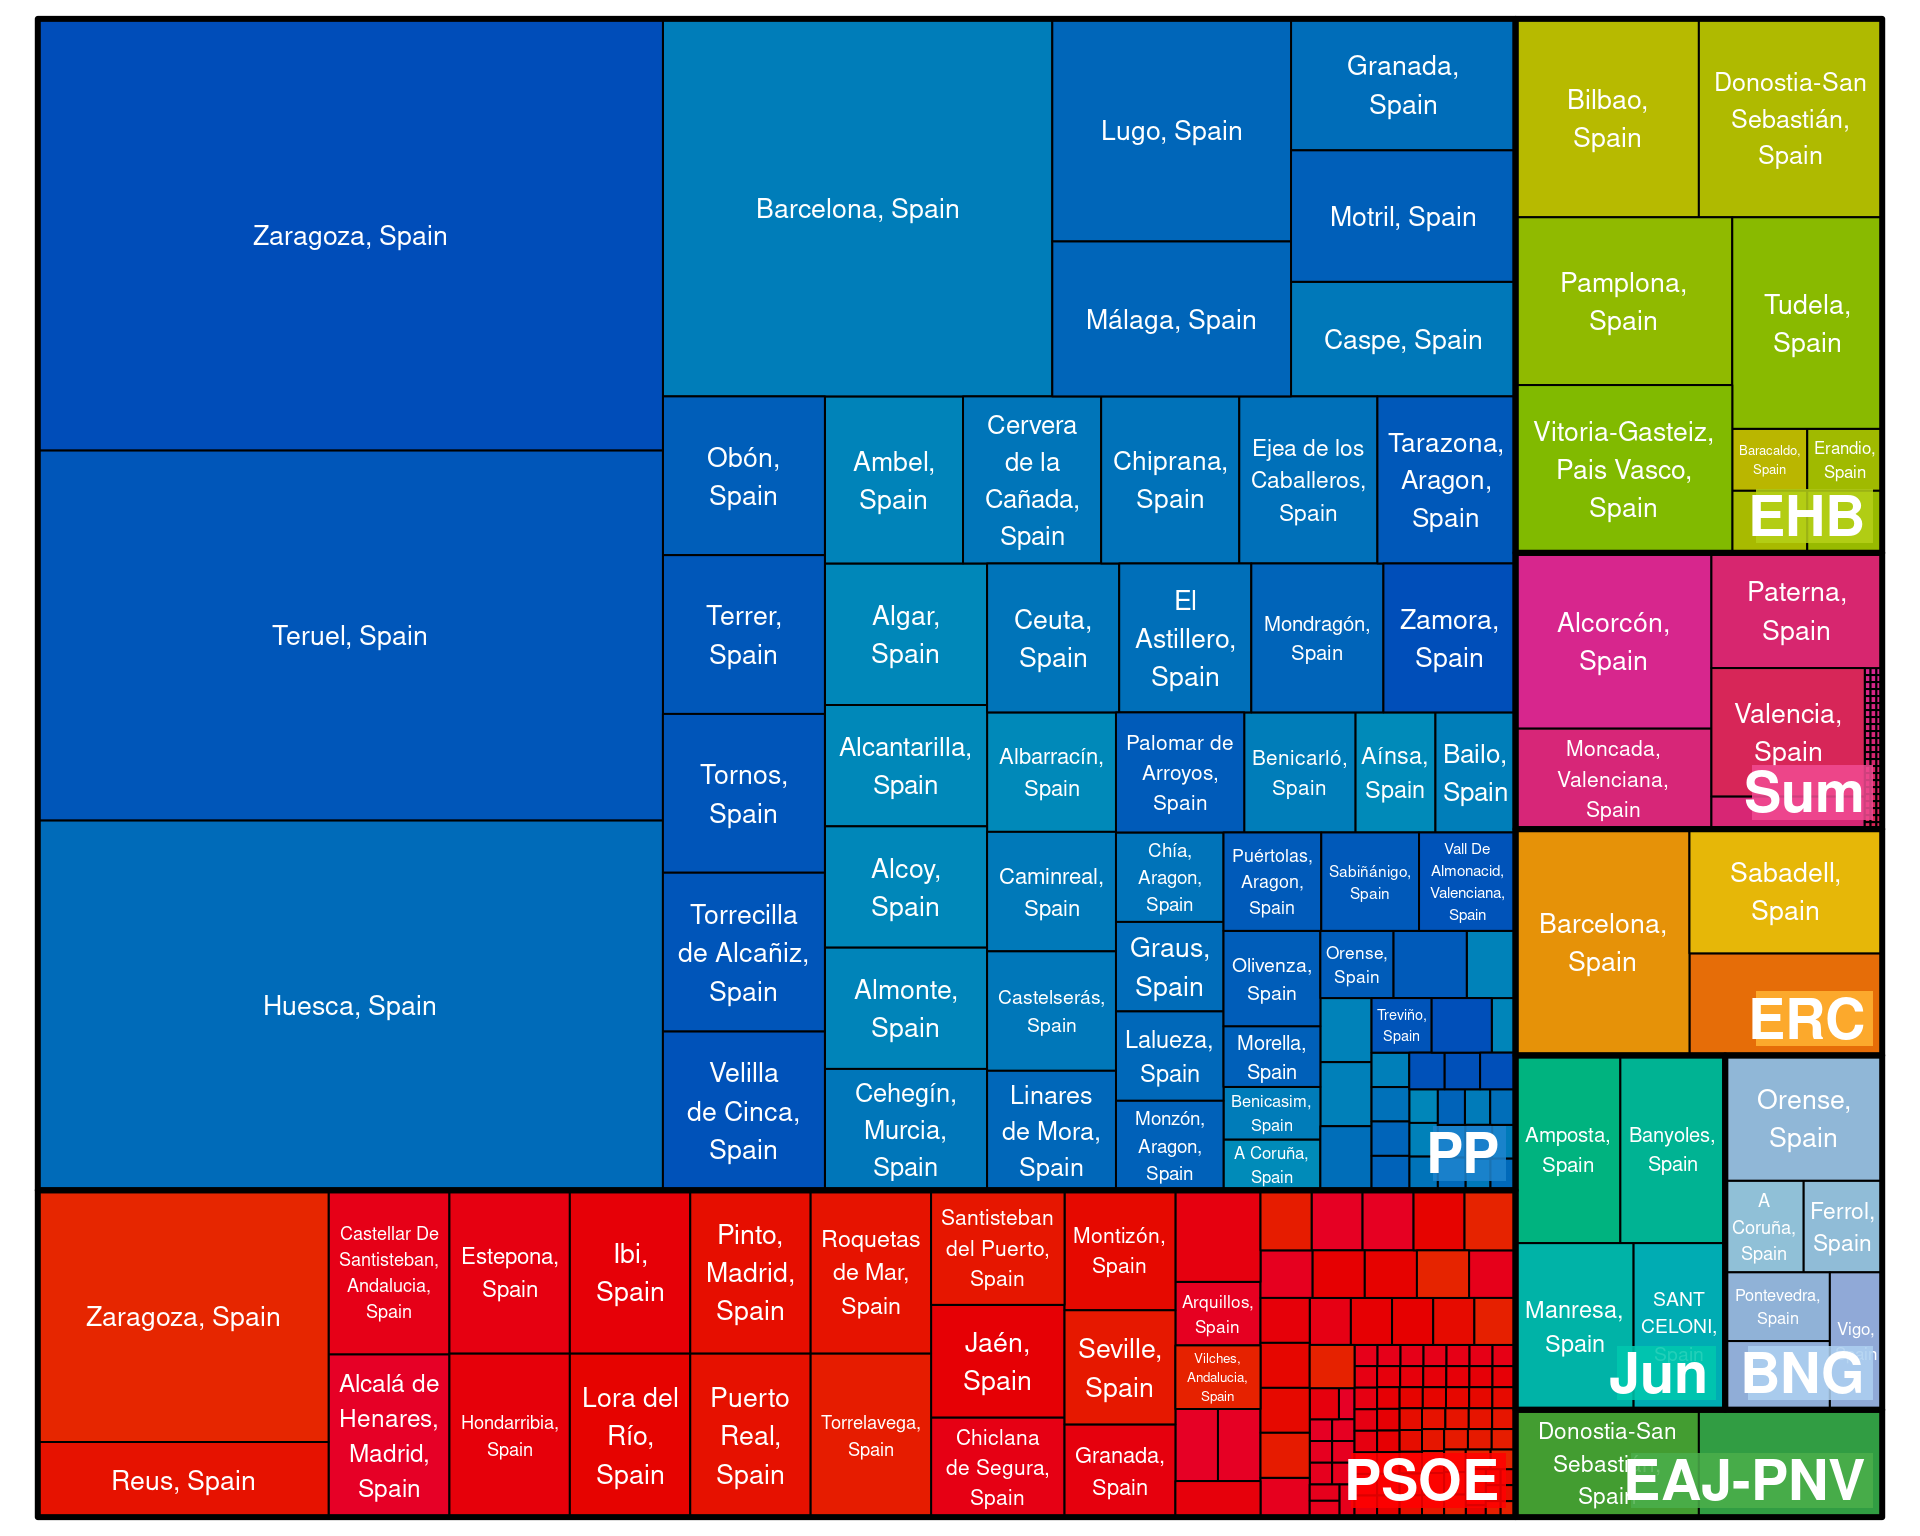 Zaragoza, Spain
Teruel, Spain
Huesca, Spain
Barcelona, Spain
Lugo, Spain
Málaga, Spain
Granada,
Spain
Motril, Spain
Caspe, Spain
Obón,
Spain
Terrer,
Spain
Tornos,
Spain
Torrecilla
de Alcañiz,
Spain
Velilla
de Cinca,
Spain
Ambel,
Spain
Cervera
de la
Cañada,
Spain
Chiprana,
Spain
Ejea de los
Caballeros,
Spain
Tarazona,
Aragon,
Spain
Algar,
Spain
Alcantarilla,
Spain
Alcoy,
Spain
Almonte,
Spain
Cehegín,
Murcia,
Spain
Ceuta,
Spain
El
Astillero,
Spain
Mondragón,
Spain
Zamora,
Spain
Albarracín,
Spain
Caminreal,
Spain
Castelserás,
Spain
Linares
de Mora,
Spain
Palomar de
Arroyos,
Spain
Benicarló,
Spain
Aínsa,
Spain
Bailo,
Spain
Chía,
Aragon,
Spain
Graus,
Spain
Lalueza,
Spain
Monzón,
Aragon,
Spain
Puértolas,
Aragon,
Spain
Sabiñánigo,
Spain
Vall De
Almonacid,
Valenciana,
Spain
Olivenza,
Spain
Morella,
Spain
Benicasim,
Spain
A Coruña,
Spain
Orense,
Spain
Treviño,
Spain
PP
Zaragoza, Spain
Reus, Spain
Castellar De
Santisteban,
Andalucia,
Spain
Alcalá de
Henares,
Madrid,
Spain
Estepona,
Spain
Hondarribia,
Spain
Ibi,
Spain
Lora del
Río,
Spain
Pinto,
Madrid,
Spain
Puerto
Real,
Spain
Roquetas
de Mar,
Spain
Torrelavega,
Spain
Santisteban
del Puerto,
Spain
Jaén,
Spain
Chiclana
de Segura,
Spain
Montizón,
Spain
Seville,
Spain
Granada,
Spain
Arquillos,
Spain
Vilches,
Andalucia,
Spain
PSOE
Bilbao,
Spain
Donostia-San
Sebastián,
Spain
Pamplona,
Spain
Tudela,
Spain
Vitoria-Gasteiz,
Pais Vasco,
Spain
Baracaldo,
Spain
Erandio,
Spain
EHB
Alcorcón,
Spain
Paterna,
Spain
Valencia,
Spain
Moncada,
Valenciana,
Spain
Sum
Barcelona,
Spain
Sabadell,
Spain
ERC
Amposta,
Spain
Banyoles,
Spain
Manresa,
Spain
SANT
CELONI,
Spain
Jun
Orense,
Spain
A
Coruña,
Spain
Ferrol,
Spain
Pontevedra,
Spain
Vigo,
Spain
BNG
Donostia-San
Sebastián,
Spain
EAJ-PNV